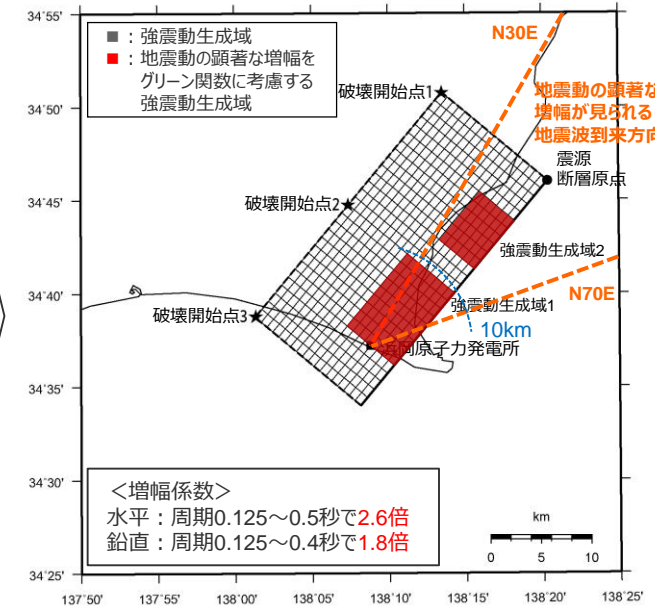 ■：強震動生成域
■：地震動の顕著な増幅を
グリーン関数に考慮する
強震動生成域
N30E
地震動の顕著な
増幅が見られる
地震波到来方向
破壊開始点1
震源
断層原点
破壊開始点2
強震動生成域2
N70E
強震動生成域1
破壊開始点3
10km
原子力発電所
＜増幅係数＞
水平：周期0.125～0.5秒で2.6倍
鉛直：周期0.125～0.4秒で1.8倍
km
0 5 10
34˚55'
34˚50'
34˚45'
34˚40'
34˚35'
34˚30'
34˚25'
137˚50' 137˚55' 138˚00' 138˚05' 138˚10' 138˚15' 138˚20' 138˚25'